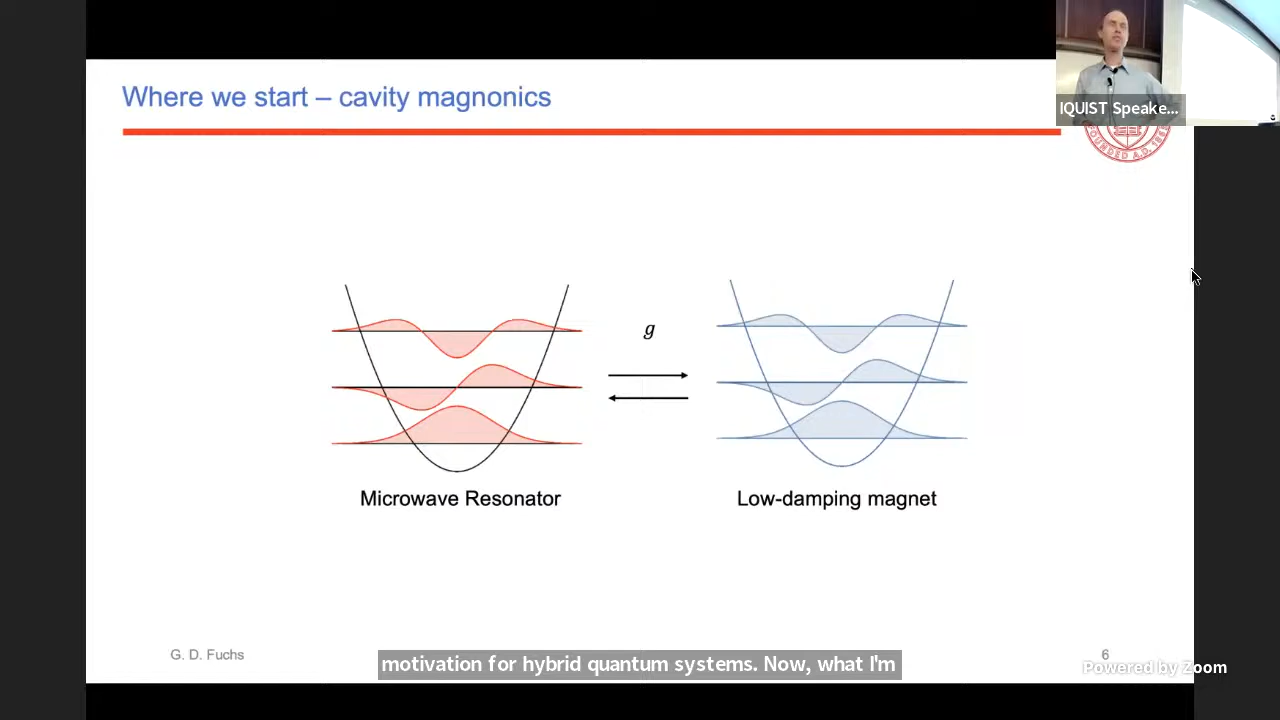 Where we start – cavity magnonics
IQUIST Speake...
FOUNDED A.D.
g
Microwave Resonator
Low-damping magnet
G. D. Fuchs
motivation for hybrid quantum systems. Now, what I'm
6
Powered by Zoom